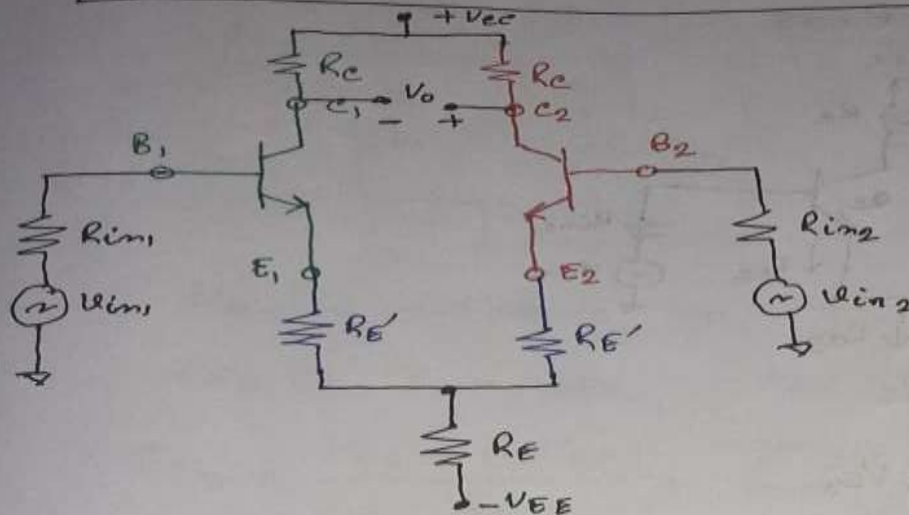 +Vcc
Rc Rc
C1 - Vo + C2
B1 B2
Rin1 Rin2
E1 E2
vin1 vin2
RE' RE'
RE
-VEE